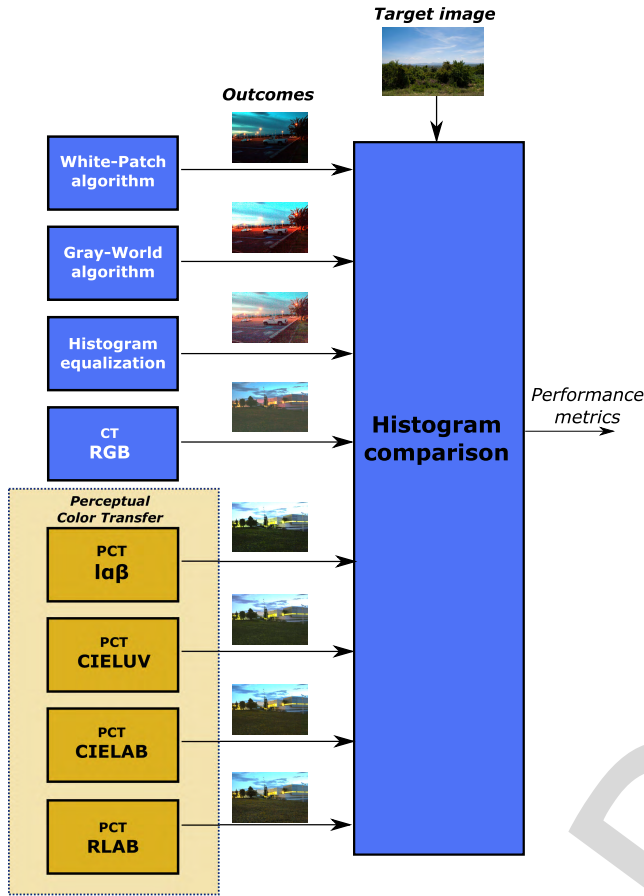 Target image
Outcomes
White-Patch
algorithm
Gray-World
algorithm
Histogram
equalization
CT
RGB
Histogram
comparison
Performance
metrics
Perceptual
Color Transfer
PCT
lαβ
PCT
CIELUV
PCT
CIELAB
PCT
RLAB